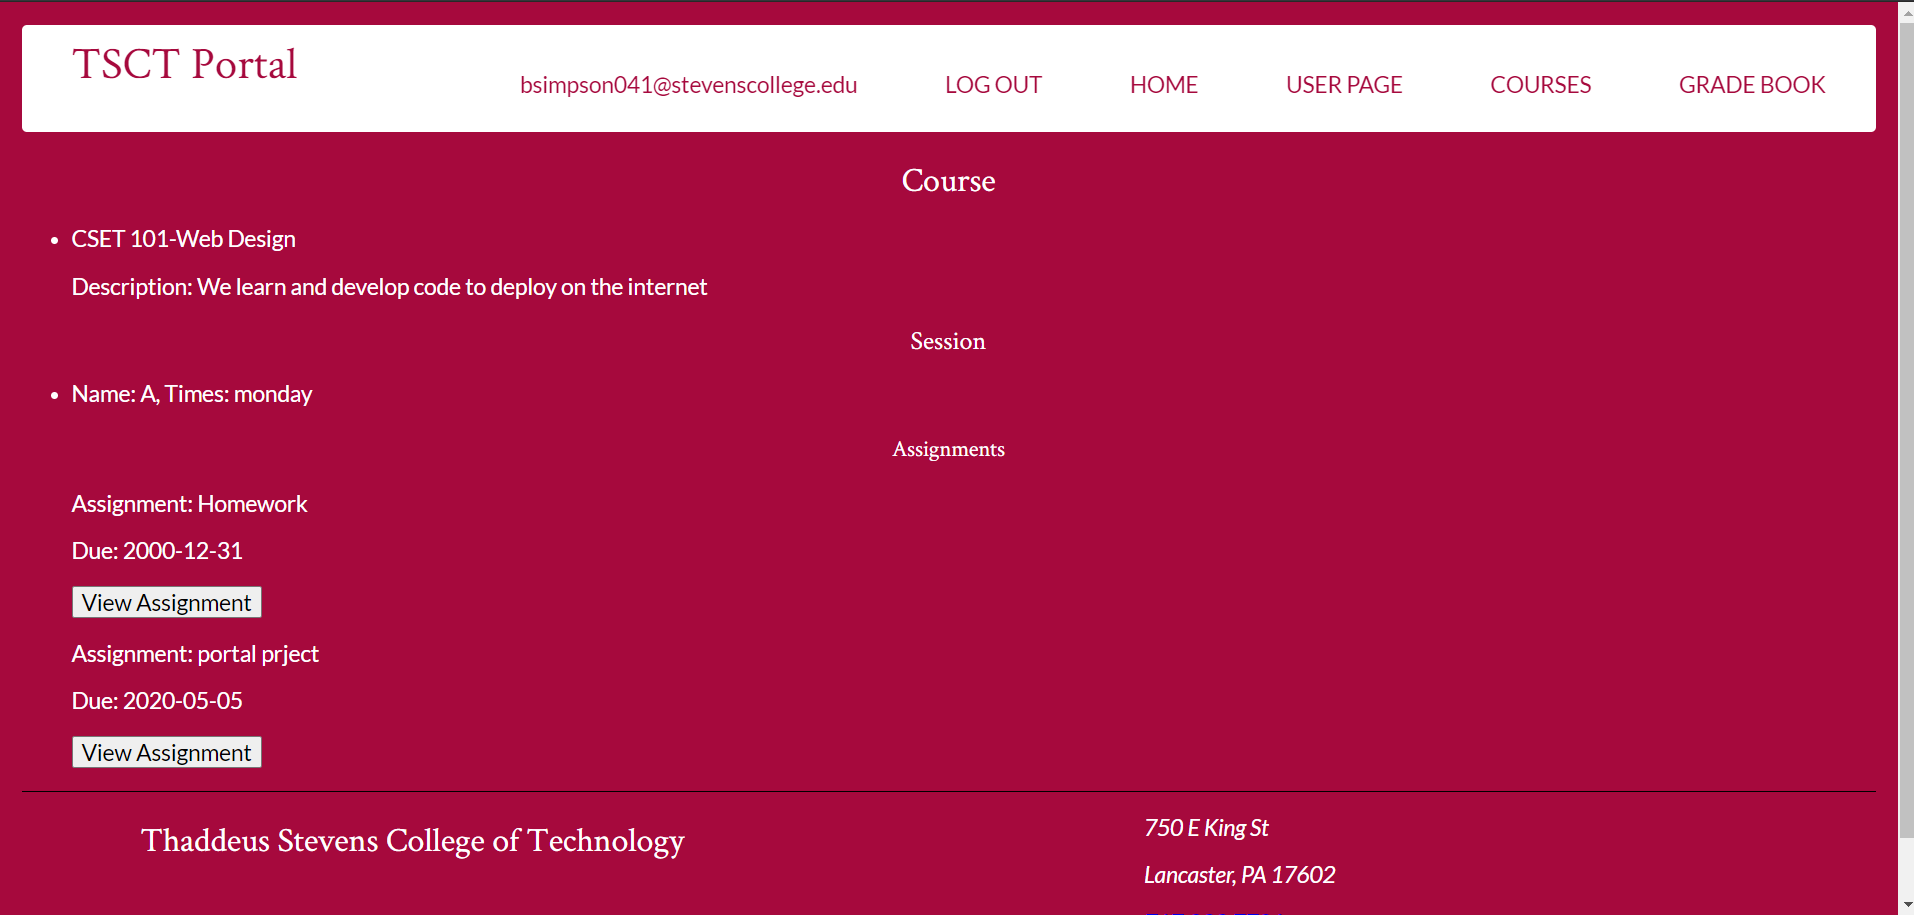 TSCT Portal
bsimpson041@stevenscollege.edu LOG OUT HOME USER PAGE COURSES GRADE BOOK
Course
• CSET 101-Web Design
Description: We learn and develop code to deploy on the internet
Session
• Name: A, Times: monday
Assignments
Assignment: Homework
Due: 2000-12-31
View Assignment
Assignment: portal prject
Due: 2020-05-05
View Assignment
Thaddeus Stevens College of Technology
750 E King St
Lancaster, PA 17602